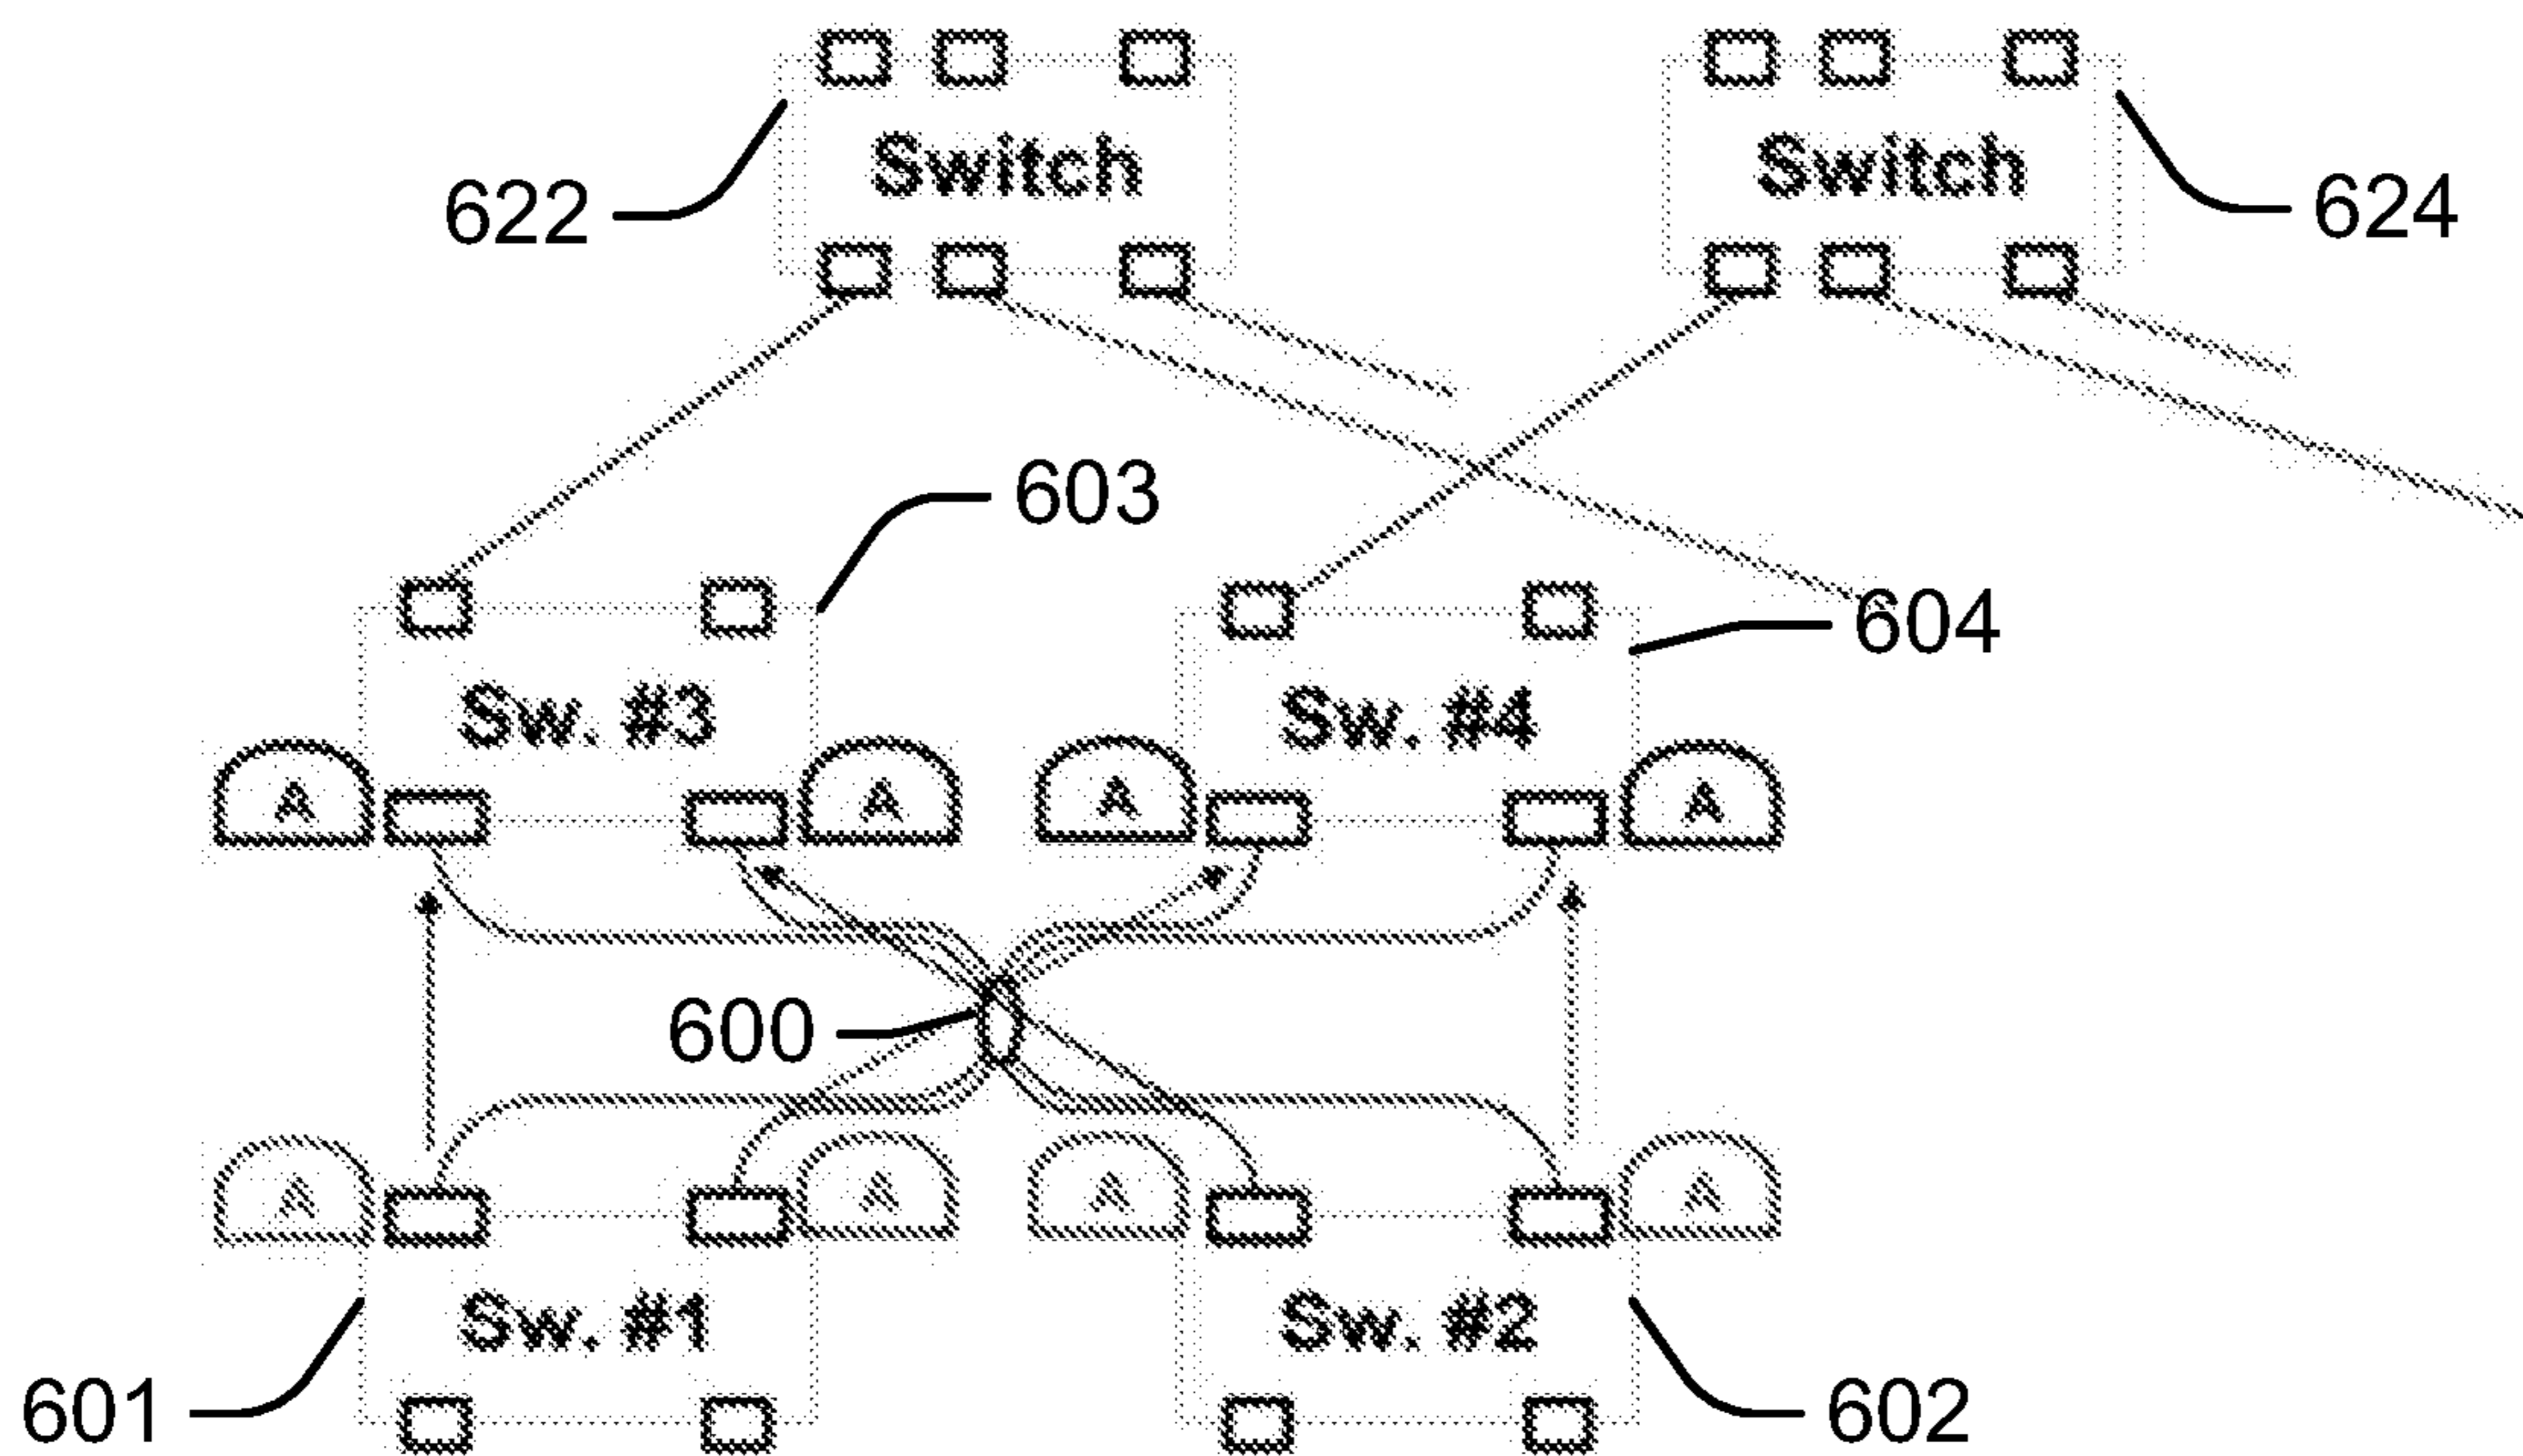 Switch Switch
622 624
603
604
Sw. #3 Sw. #4
A A A A
600
A A A A
Sw. #1 Sw. #2
601 602